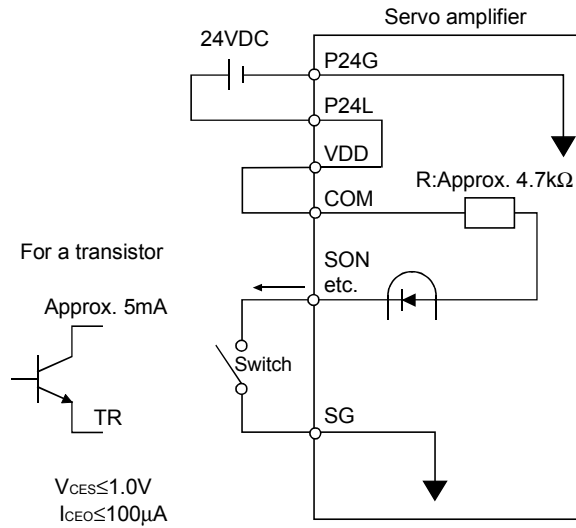 Servo amplifier
24VDC
P24G
P24L
VDD
R:Approx. 4.7kΩ
COM
For a transistor
SON
etc.
Approx. 5mA
Switch
TR
SG
VCES≤1.0V
ICEO≤100μA